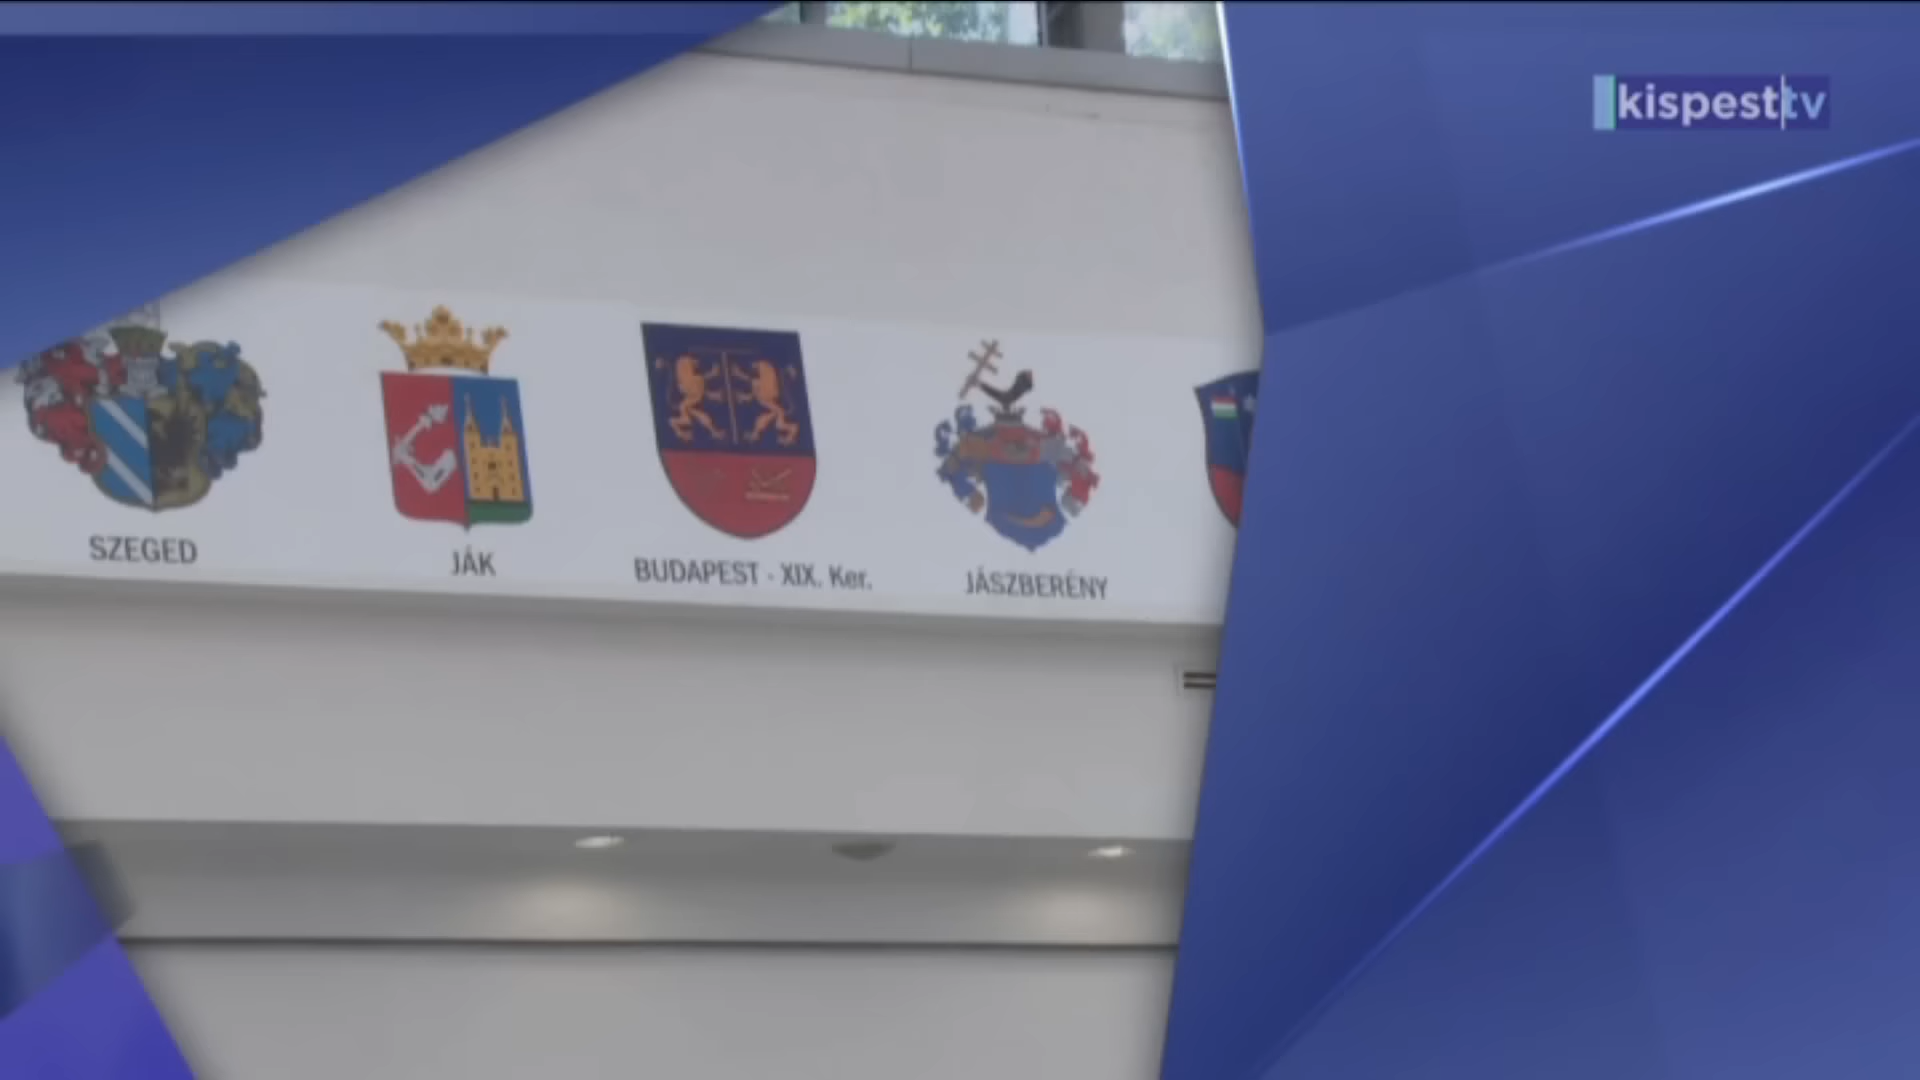 kispest tv
SZEGED
JÁK
BUDAPEST - XIX. Ker.
JÁSZBERÉNY